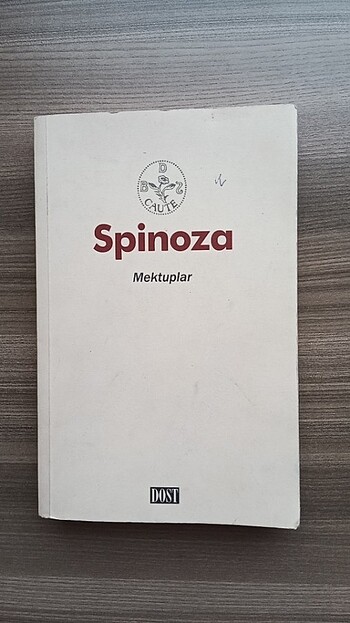 D
B S
CAUTE
Spinoza
Mektuplar
DOST